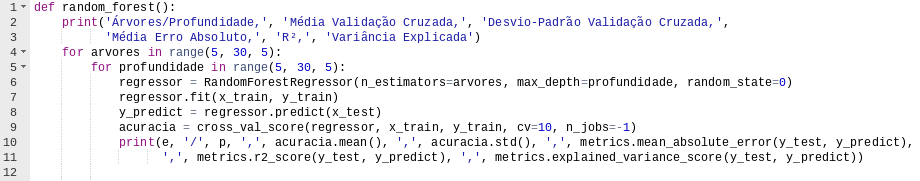 1 def random_forest():
2     print('Árvores/Profundidade,', 'Média Validação Cruzada,', 'Desvio-Padrão Validação Cruzada,',
3           'Média Erro Absoluto,', 'R²,', 'Variância Explicada')
4     for arvores in range(5, 30, 5):
5         for profundidade in range(5, 30, 5):
6             regressor = RandomForestRegressor(n_estimators=arvores, max_depth=profundidade, random_state=0)
7             regressor.fit(x_train, y_train)
8             y_predict = regressor.predict(x_test)
9             acuracia = cross_val_score(regressor, x_train, y_train, cv=10, n_jobs=-1)
10             print(e, '/', p, ',', acuracia.mean(), ',', acuracia.std(), ',', metrics.mean_absolute_error(y_test, y_predict),
11                   ',', metrics.r2_score(y_test, y_predict), ',', metrics.explained_variance_score(y_test, y_predict))
12